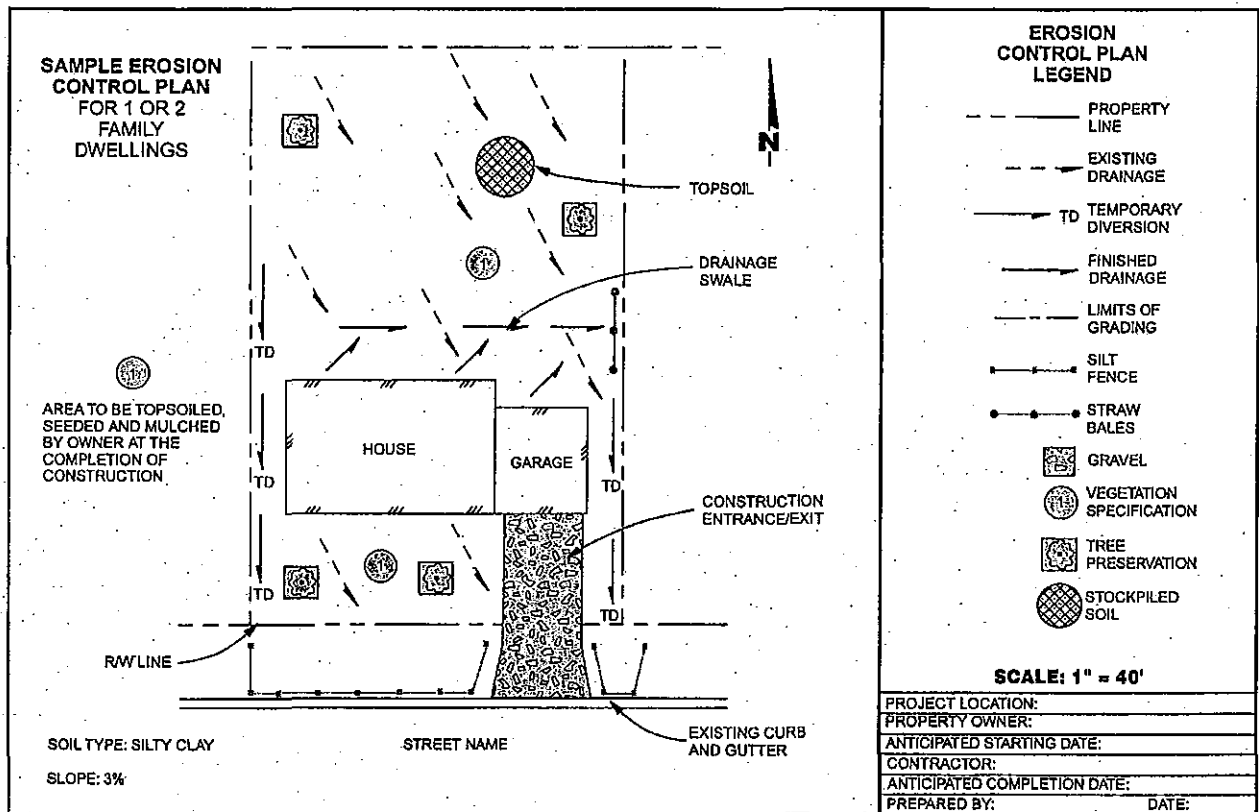 SAMPLE EROSION
CONTROL PLAN
FOR 1 OR 2
FAMILY
DWELLINGS
N
TOPSOIL
1
DRAINAGE
SWALE
TD
TD
TD
1
AREA TO BE TOPSOILED,
SEEDED AND MULCHED
BY OWNER AT THE
COMPLETION OF
CONSTRUCTION
HOUSE
GARAGE
TD
TD
CONSTRUCTION
ENTRANCE/EXIT
1
R/W LINE
SOIL TYPE: SILTY CLAY
SLOPE: 3%
STREET NAME
EXISTING CURB
AND GUTTER
EROSION
CONTROL PLAN
LEGEND
PROPERTY
LINE
EXISTING
DRAINAGE
TD TEMPORARY
DIVERSION
FINISHED
DRAINAGE
LIMITS OF
GRADING
SILT
FENCE
STRAW
BALES
GRAVEL
1 VEGETATION
SPECIFICATION
TREE
PRESERVATION
STOCKPILED
SOIL
SCALE: 1" = 40'
PROJECT LOCATION:
PROPERTY OWNER:
ANTICIPATED STARTING DATE:
CONTRACTOR:
ANTICIPATED COMPLETION DATE:
PREPARED BY: DATE: